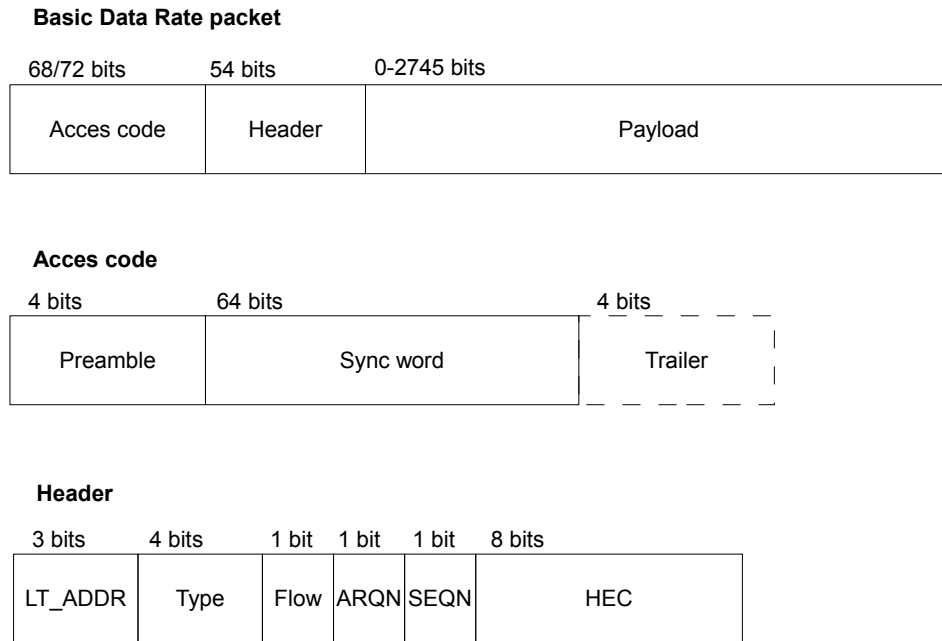 Basic Data Rate packet
68/72 bits 54 bits 0-2745 bits
Acces code Header Payload
Acces code
4 bits 64 bits 4 bits
Preamble Sync word Trailer
Header
3 bits 4 bits 1 bit 1 bit 1 bit 8 bits
LT_ADDR Type Flow ARQN SEQN HEC